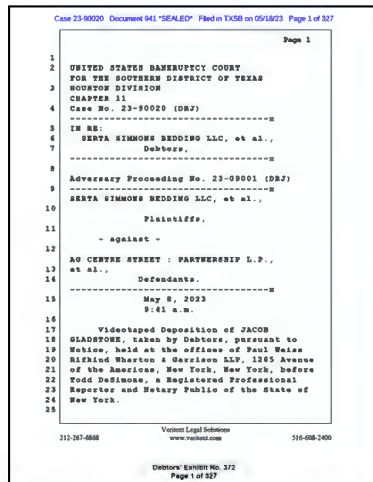 Case 23-90020 Document 941 *SEALED* Filed in TXSB on 05/18/23 Page 1 of 327
Page 1
1
2 UNITED STATES BANKRUPTCY COURT
FOR THE SOUTHERN DISTRICT OF TEXAS
3 HOUSTON DIVISION
CHAPTER 11
4 Case No. 23-90020 (DRJ)
----------------------------------x
5 IN RE:
6 SERTA SIMMONS BEDDING LLC, et al.,
7 Debtors,
----------------------------------x
8
Adversary Proceeding No. 23-09001 (DRJ)
9 ----------------------------------x
SERTA SIMMONS BEDDING LLC, et al.,
10
Plaintiffs,
11
- against -
12
AG CENTRE STREET : PARTNERSHIP L.P.,
13 et al.,
14 Defendants.
----------------------------------x
15 May 8, 2023
9:41 a.m.
16
17 Videotaped Deposition of JACOB
18 GLADSTONE, taken by Debtors, pursuant to
19 Notice, held at the offices of Paul Weiss
20 Rifkind Wharton & Garrison LLP, 1285 Avenue
21 of the Americas, New York, New York, before
22 Todd DeSimone, a Registered Professional
23 Reporter and Notary Public of the State of
24 New York.
25
Veritext Legal Solutions
212-267-6868 www.veritext.com 516-608-2400
Debtors' Exhibit No. 372
Page 1 of 327